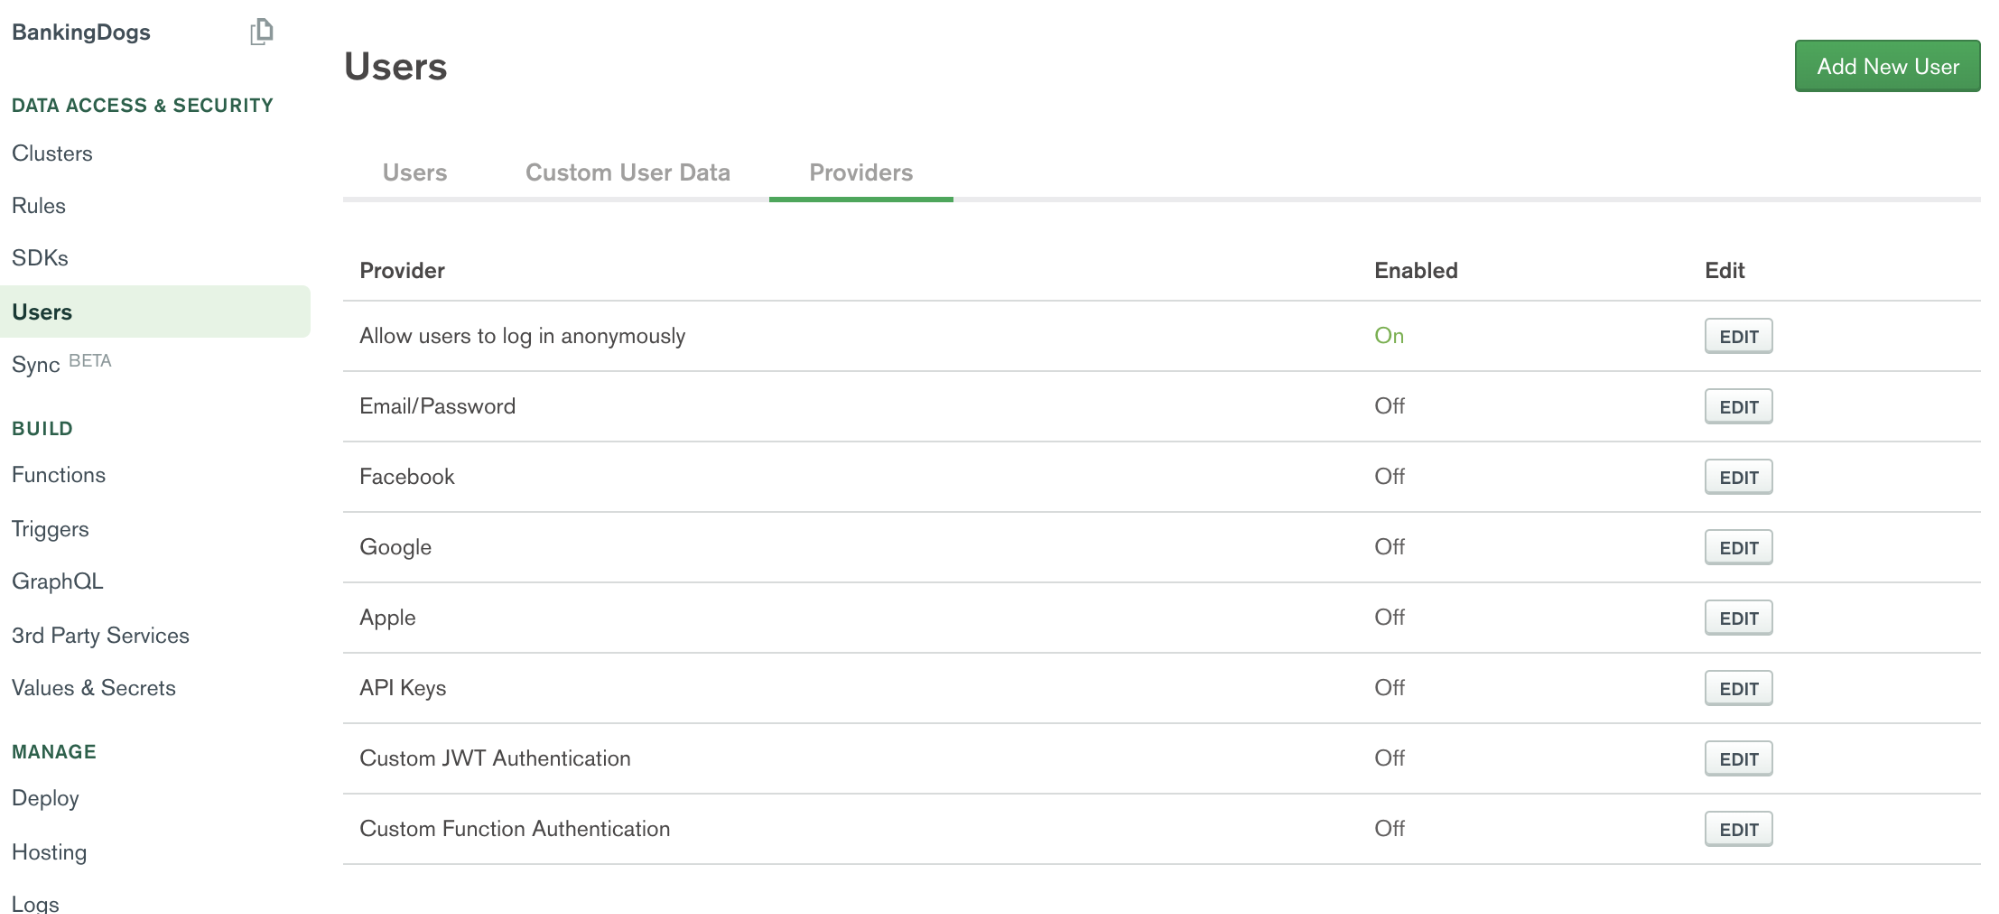 BankingDogs
DATA ACCESS & SECURITY
Clusters
Rules
SDKs
Users
Sync BETA
BUILD
Functions
Triggers
GraphQL
3rd Party Services
Values & Secrets
MANAGE
Deploy
Hosting
Logs
Users
Add New User
Users Custom User Data Providers
Provider Enabled Edit
Allow users to log in anonymously On EDIT
Email/Password Off EDIT
Facebook Off EDIT
Google Off EDIT
Apple Off EDIT
API Keys Off EDIT
Custom JWT Authentication Off EDIT
Custom Function Authentication Off EDIT